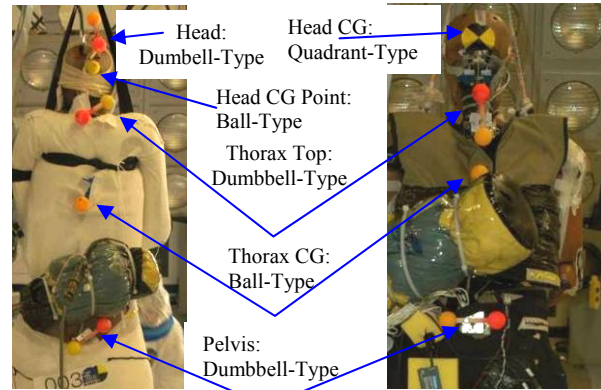 Head:
Dumbell-Type
Head CG:
Quadrant-Type
Head CG Point:
Ball-Type
Thorax Top:
Dumbbell-Type
Thorax CG:
Ball-Type
Pelvis:
Dumbbell-Type
003